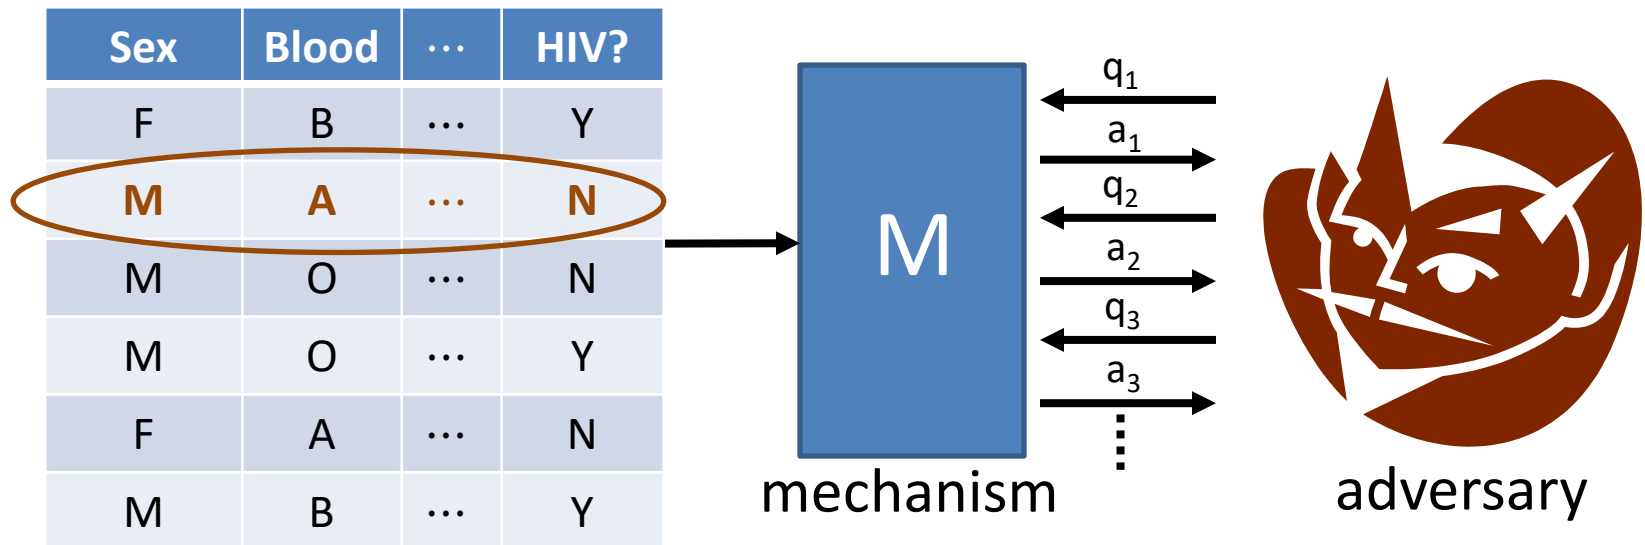 Sex Blood ... HIV?
F B ... Y
M A ... N
M O ... N
M O ... Y
F A ... N
M B ... Y
M
mechanism
q1
a1
q2
a2
q3
a3
adversary